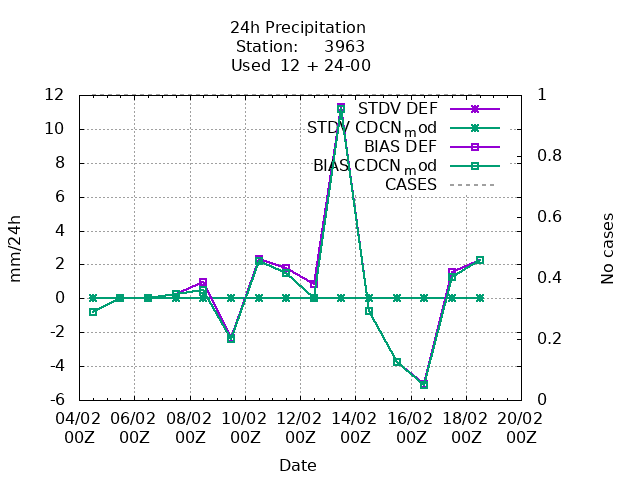 24h Precipitation
Station: 3963
Used 12 + 24-00
12
10
8
6
4
2
0
-2
-4
-6
mm/24h
STDV DEF
STDV CDCNmod
BIAS DEF
BIAS CDCNmod
CASES
1
0.8
0.6
0.4
0.2
0
No cases
04/02 06/02 08/02 10/02 12/02 14/02 16/02 18/02 20/02
00Z 00Z 00Z 00Z 00Z 00Z 00Z 00Z 00Z
Date